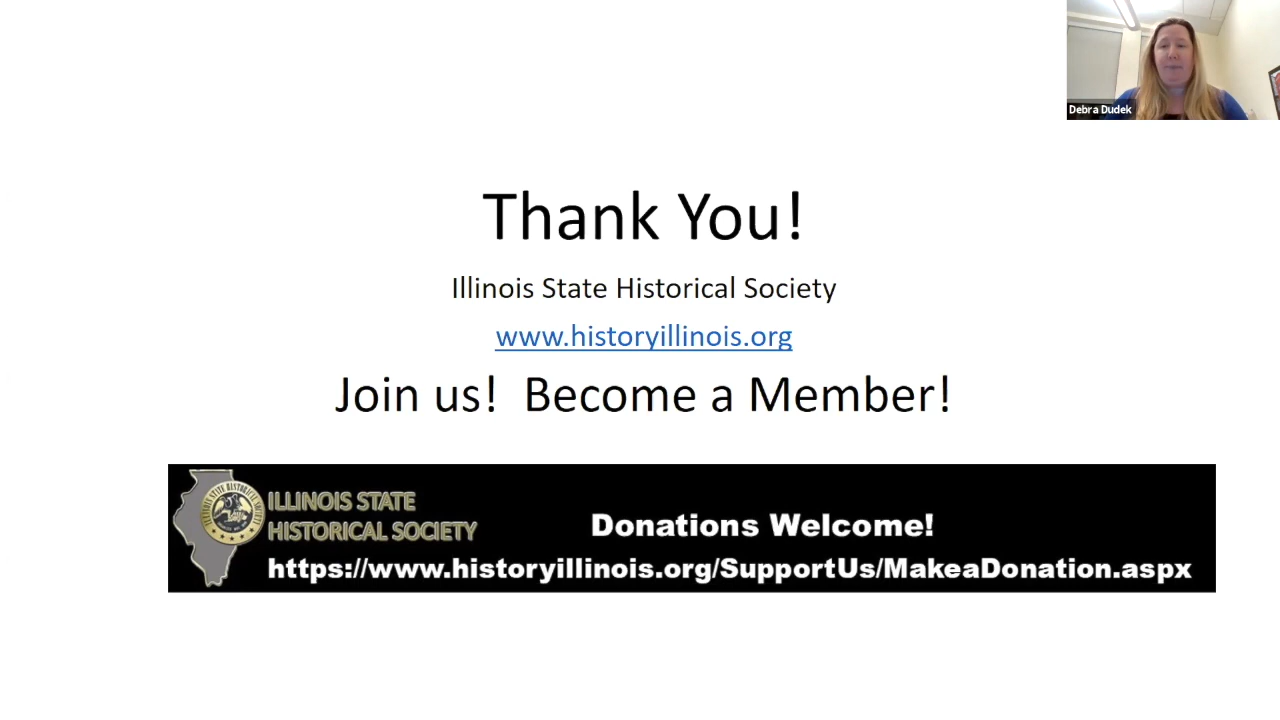 Debra Dudek
Thank You!
Illinois State Historical Society
www.historyillinois.org
Join us!  Become a Member!
ILLINOIS STATE
HISTORICAL SOCIETY
Donations Welcome!
https://www.historyillinois.org/SupportUs/MakeaDonation.aspx